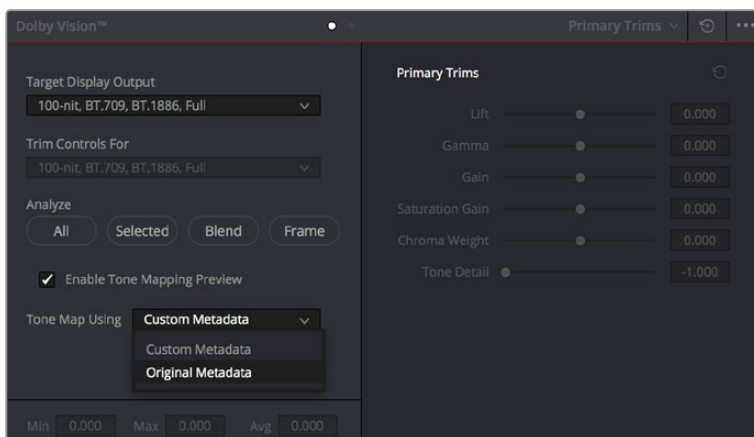 Dolby Vision™
Primary Trims
Target Display Output
100-nit, BT.709, BT.1886, Full
Trim Controls For
100-nit, BT.709, BT.1886, Full
Analyze
All Selected Blend Frame
Enable Tone Mapping Preview
Tone Map Using Custom Metadata
Custom Metadata
Original Metadata
Min 0.000 Max 0.000 Avg 0.000
Primary Trims
Lift 0.000
Gamma 0.000
Gain 0.000
Saturation Gain 0.000
Chroma Weight 0.000
Tone Detail -1.000